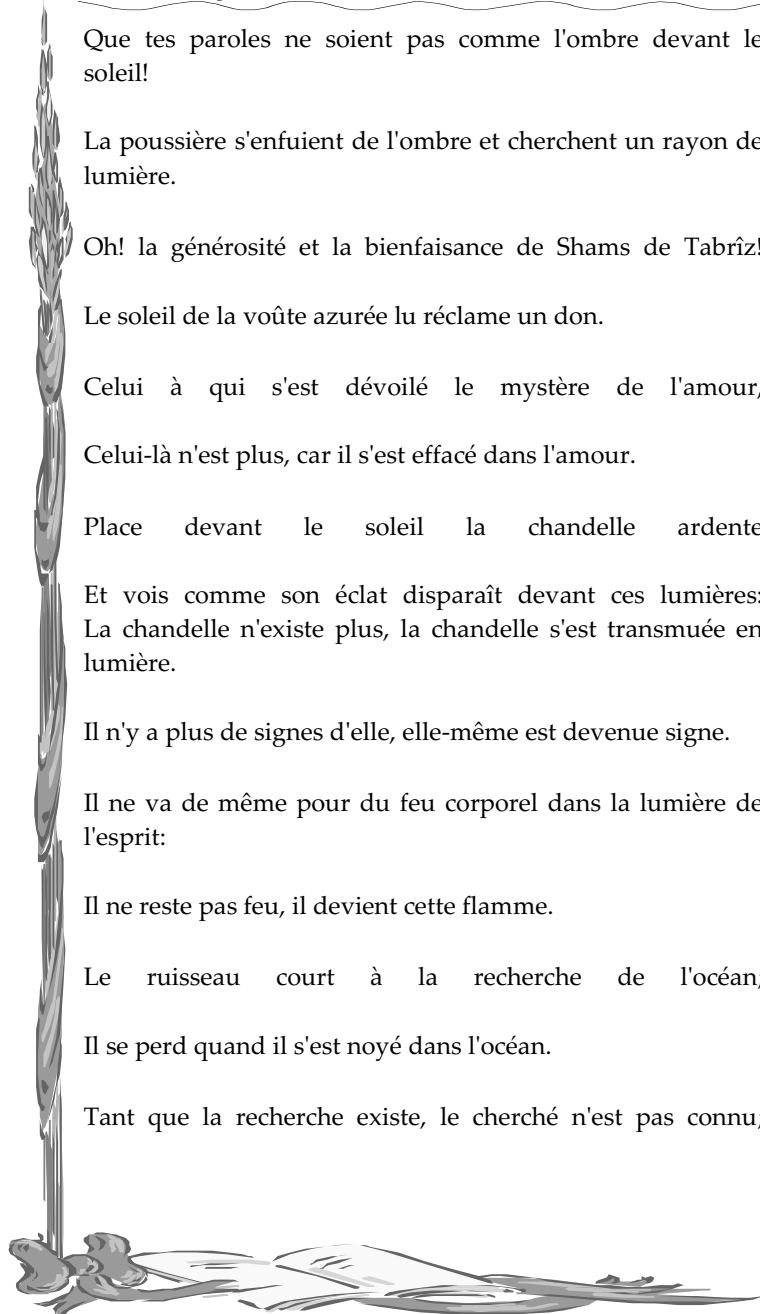 Que tes paroles ne soient pas comme l'ombre devant le
soleil!
La poussière s'enfuient de l'ombre et cherchent un rayon de
lumière.
Oh! la générosité et la bienfaisance de Shams de Tabrîz!
Le soleil de la voûte azurée lu réclame un don.
Celui à qui s'est dévoilé le mystère de l'amour,
Celui-là n'est plus, car il s'est effacé dans l'amour.
Place devant le soleil la chandelle ardente
Et vois comme son éclat disparaît devant ces lumières:
La chandelle n'existe plus, la chandelle s'est transmuée en
lumière.
Il n'y a plus de signes d'elle, elle-même est devenue signe.
Il ne va de même pour du feu corporel dans la lumière de
l'esprit:
Il ne reste pas feu, il devient cette flamme.
Le ruisseau court à la recherche de l'océan;
Il se perd quand il s'est noyé dans l'océan.
Tant que la recherche existe, le cherché n'est pas connu;